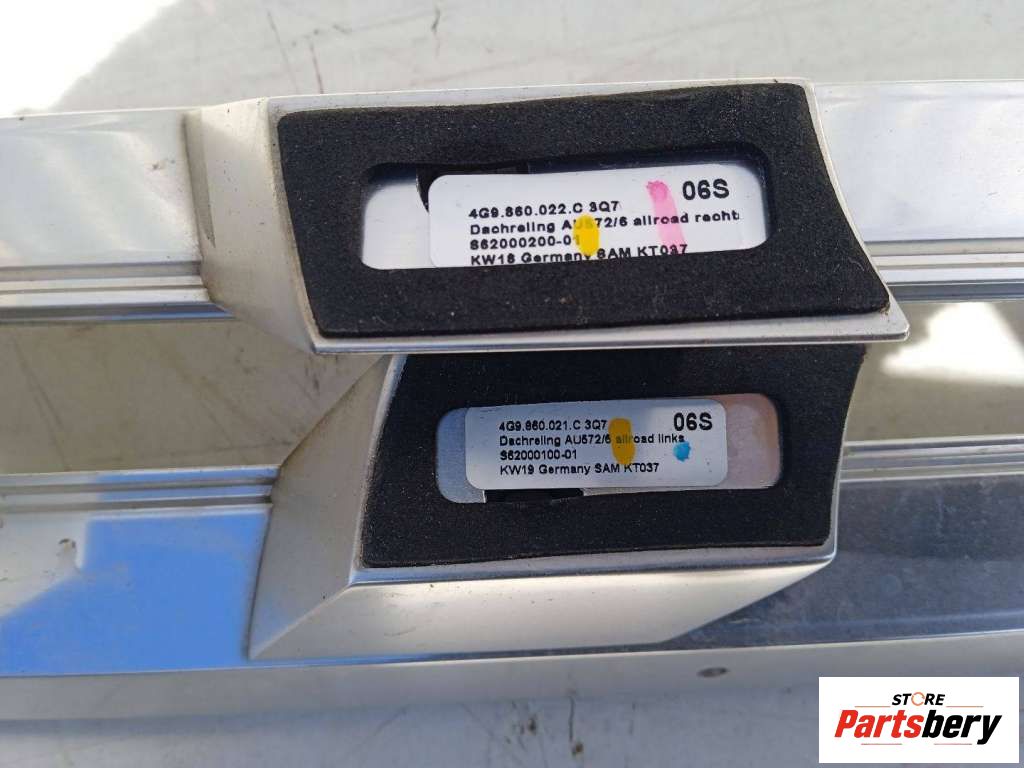 4G9.860.022.C 3Q7 06S
Dachreling AU572/6 allroad rechts
S62000200-01
KW18 Germany SAM KT037
4G9.860.021.C 3Q7 06S
Dachreling AU572/6 allroad links
S62000100-01
KW19 Germany SAM KT037
STORE
Partsbery